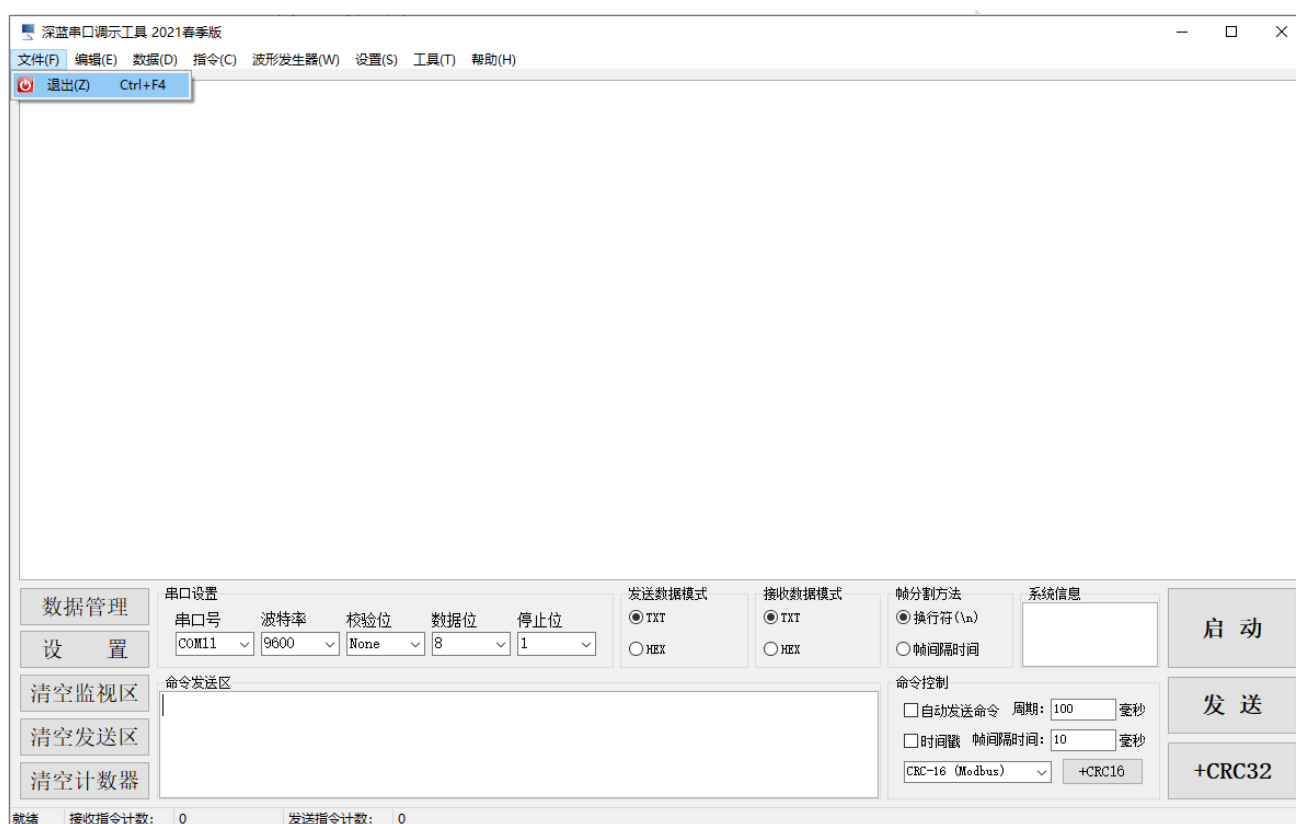 深蓝串口调示工具 2021春季版
文件(F) 编辑(E) 数据(D) 指令(C) 波形发生器(W) 设置(S) 工具(T) 帮助(H)
退出(Z) Ctrl+F4
数据管理
设 置
清空监视区
清空发送区
清空计数器
串口设置
串口号 波特率 校验位 数据位 停止位
COM11 9600 None 8 1
发送数据模式
TXT
HEX
接收数据模式
TXT
HEX
帧分割方法
换行符(\n)
帧间隔时间
系统信息
启 动
命令发送区
命令控制
自动发送命令 周期: 100 毫秒
时间戳 帧间隔时间: 10 毫秒
CRC-16 (Modbus) +CRC16
发 送
+CRC32
就绪 接收指令计数: 0 发送指令计数: 0